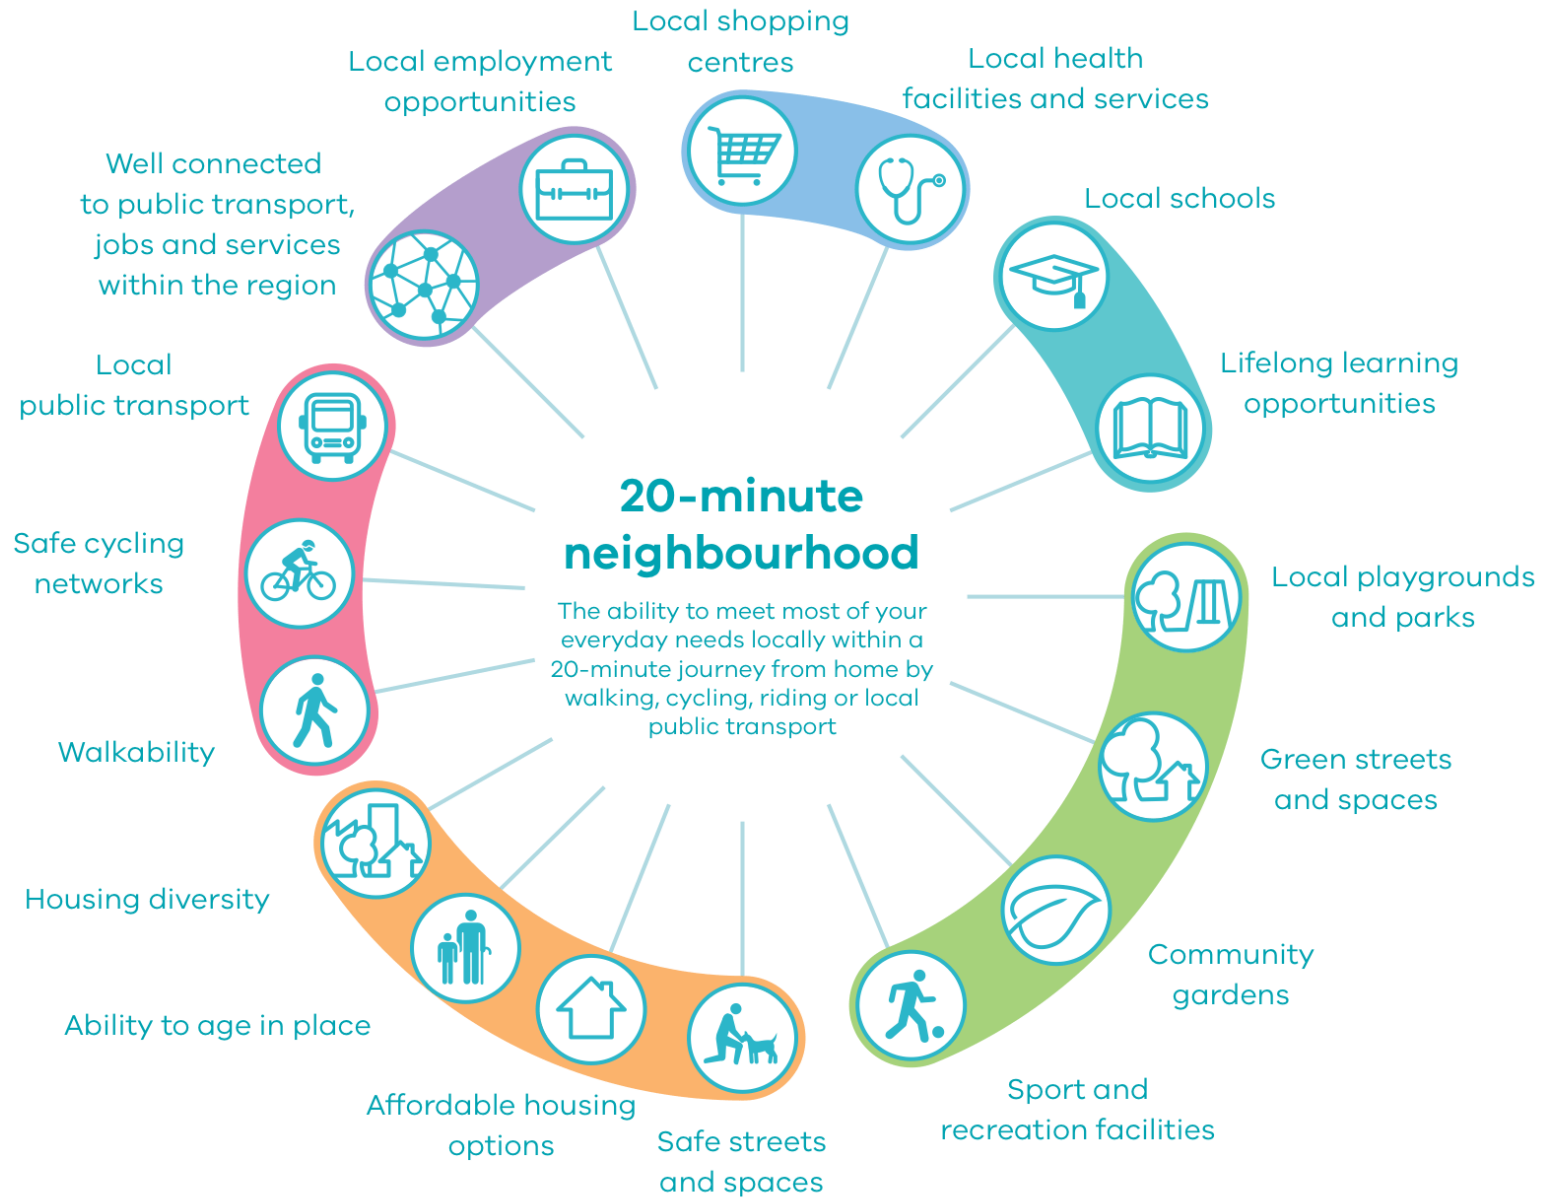 Local shopping
centres
Local health
facilities and services
Local schools
Lifelong learning
opportunities
Local playgrounds
and parks
Green streets
and spaces
Community
gardens
Sport and
recreation facilities
Safe streets
and spaces
Affordable housing
options
Ability to age in place
Housing diversity
Walkability
Safe cycling
networks
Local
public transport
Well connected
to public transport,
jobs and services
within the region
Local employment
opportunities
20-minute
neighbourhood
The ability to meet most of your
everyday needs locally within a
20-minute journey from home by
walking, cycling, riding or local
public transport